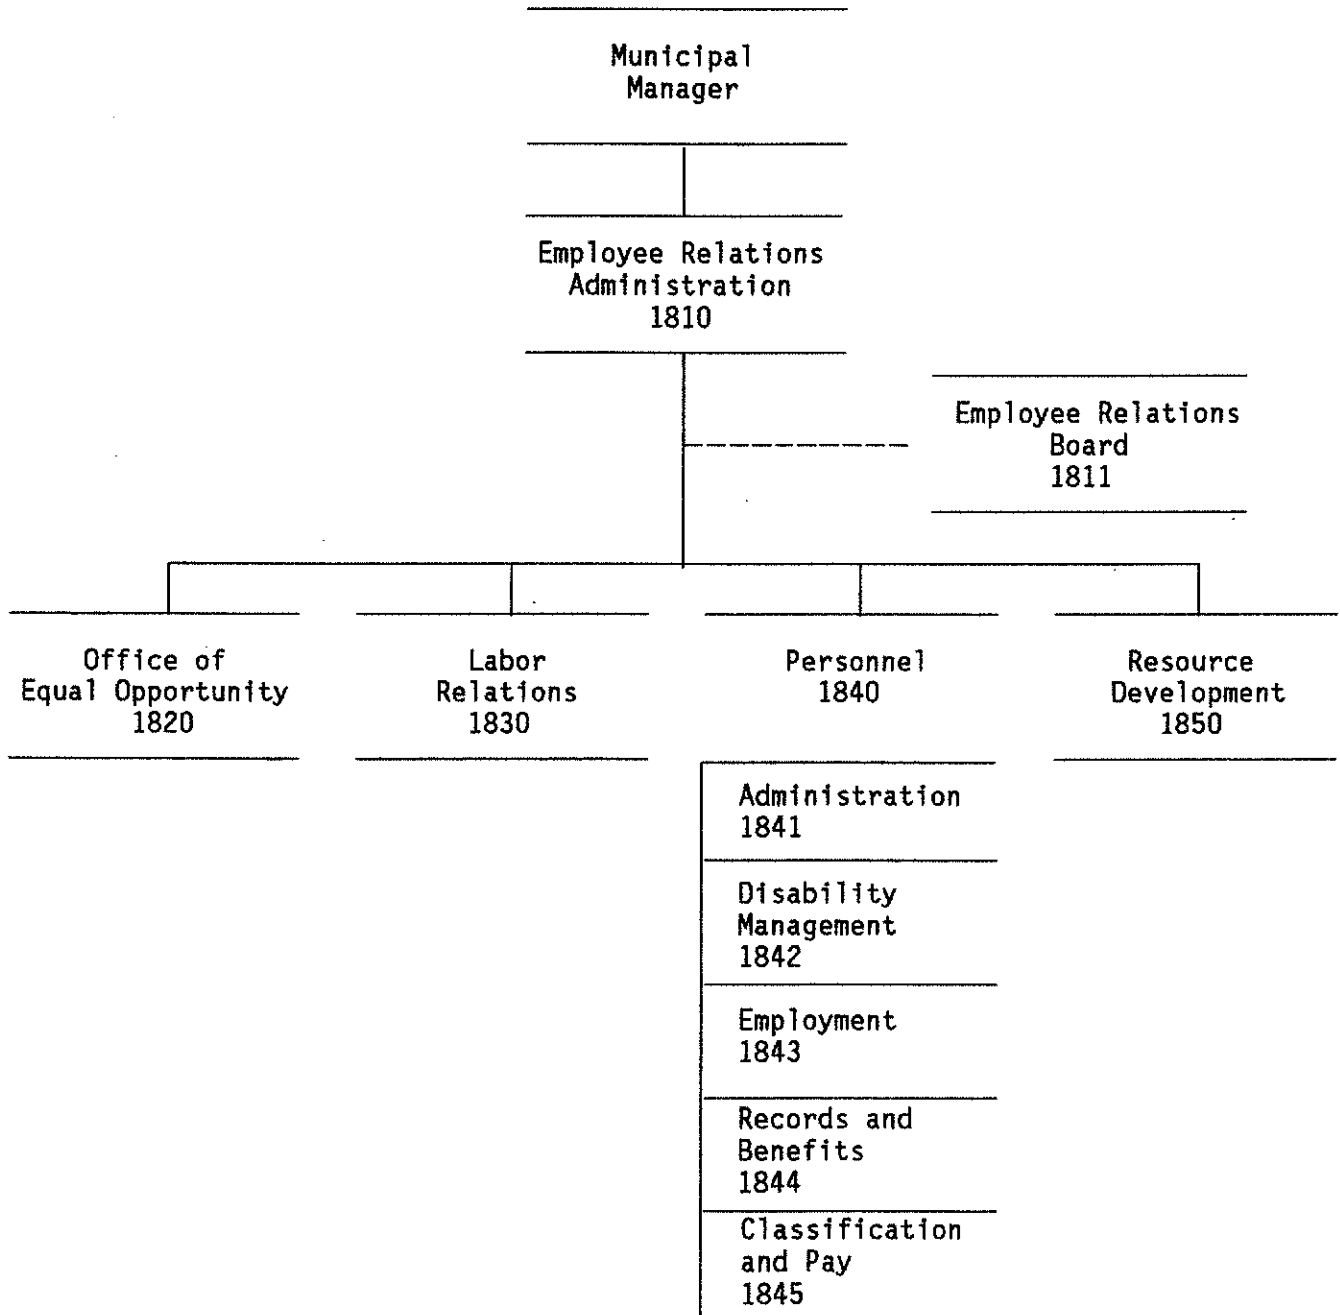 Municipal
Manager
Employee Relations
Administration
1810
Employee Relations
Board
1811
Office of
Equal Opportunity
1820
Labor
Relations
1830
Personnel
1840
Resource
Development
1850
Administration
1841
Disability
Management
1842
Employment
1843
Records and
Benefits
1844
Classification
and Pay
1845